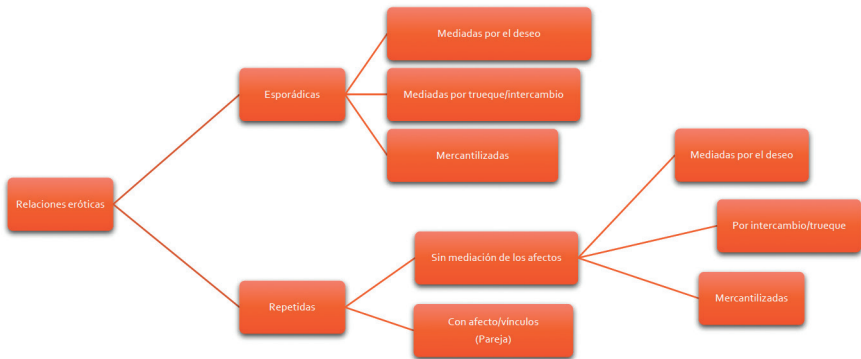 Relaciones eróticas
Esporádicas
Mediadas por el deseo
Mediadas por trueque/intercambio
Mercantilizadas
Repetidas
Sin mediación de los afectos
Mediadas por el deseo
Por intercambio/trueque
Mercantilizadas
Con afecto/vínculos
(Pareja)